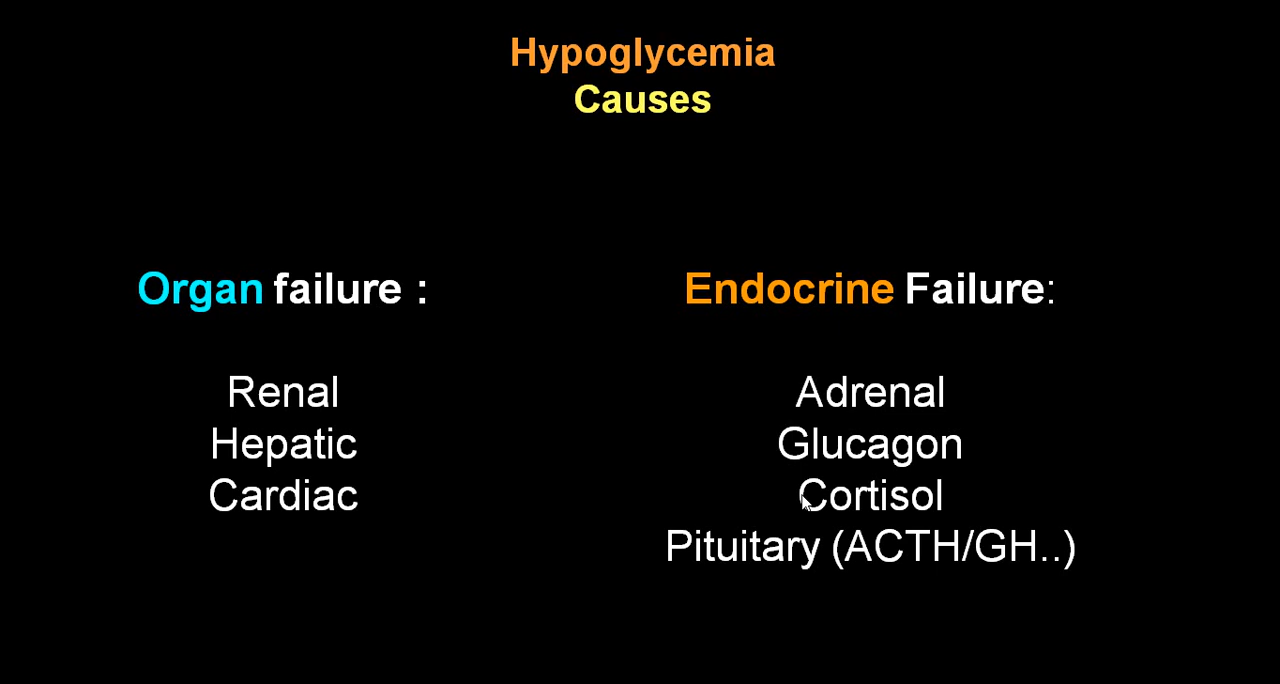 Hypoglycemia
Causes
Organ failure :
Renal
Hepatic
Cardiac
Endocrine Failure:
Adrenal
Glucagon
Cortisol
Pituitary (ACTH/GH..)